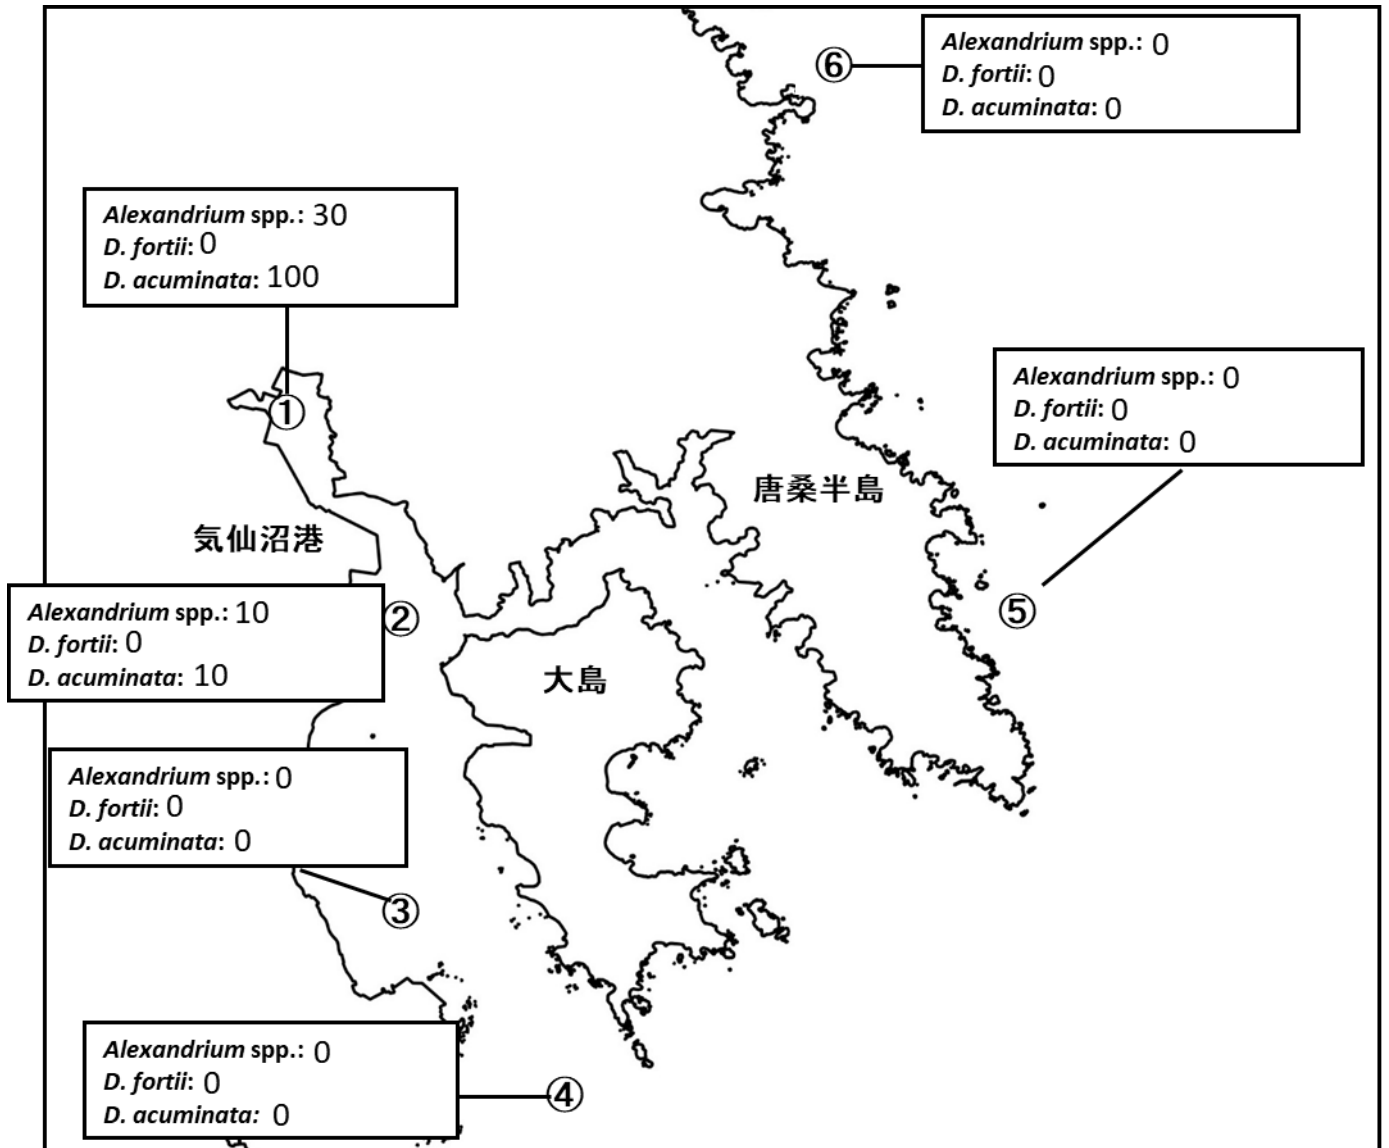 ⑥
Alexandrium spp.: 0
D. fortii: 0
D. acuminata: 0
Alexandrium spp.: 30
D. fortii: 0
D. acuminata: 100
①
Alexandrium spp.: 0
D. fortii: 0
D. acuminata: 0
唐桑半島
気仙沼港
⑤
Alexandrium spp.: 10
D. fortii: 0
D. acuminata: 10
②
大島
Alexandrium spp.: 0
D. fortii: 0
D. acuminata: 0
③
Alexandrium spp.: 0
D. fortii: 0
D. acuminata: 0
④